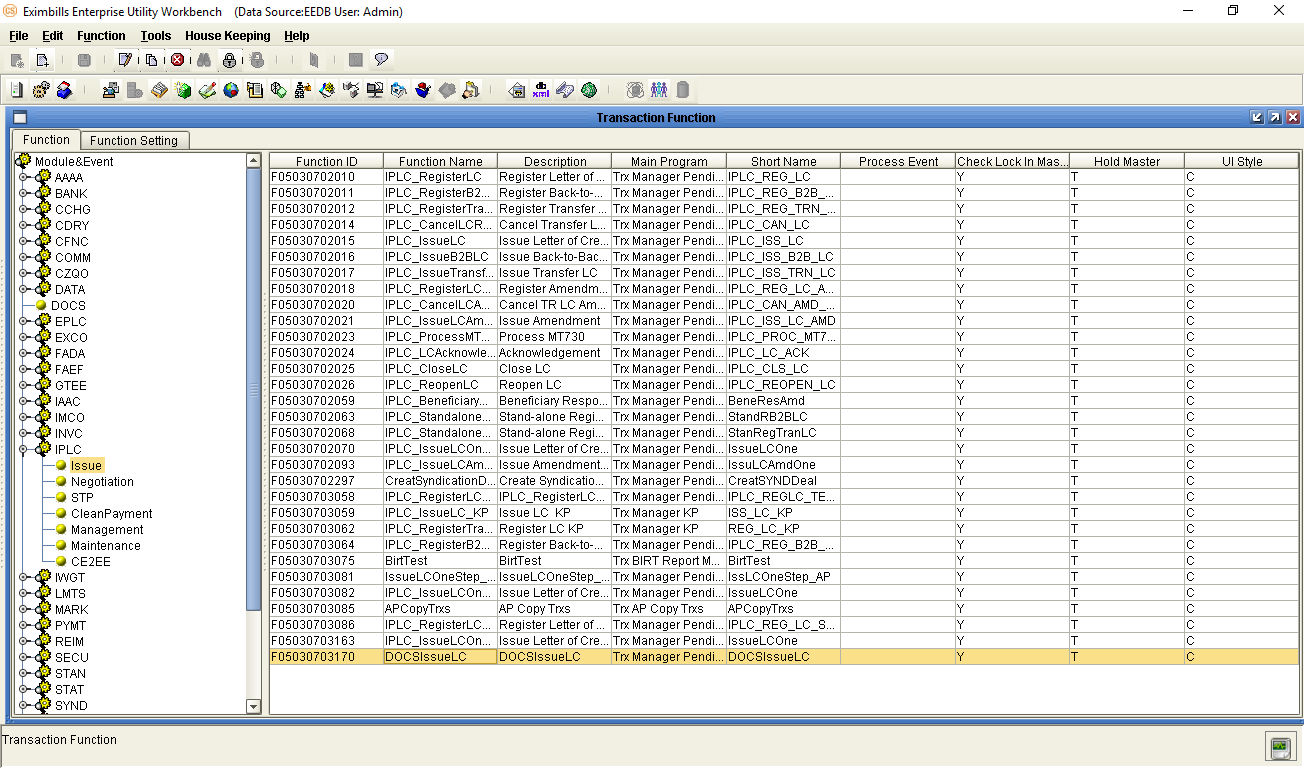 CS Eximbills Enterprise Utility Workbench (Data Source:EEDB User: Admin)
File Edit Function Tools House Keeping Help
db xml
Transaction Function
Function Function Setting
Module&Event
AAAA
BANK
CCHG
CDRY
CFNC
COMM
CZQO
DATA
DOCS
EPLC
EXCO
FADA
FAEF
GTEE
IAAC
IMCO
INVC
IPLC
Issue
Negotiation
STP
CleanPayment
Management
Maintenance
CE2EE
IWGT
LMTS
MARK
PYMT
REIM
SECU
STAN
STAT
SYND
Function ID Function Name Description Main Program Short Name Process Event Check Lock In Mas... Hold Master UI Style
F05030702010 IPLC_RegisterLC Register Letter of ... Trx Manager Pendi... IPLC_REG_LC Y T C
F05030702011 IPLC_RegisterB2... Register Back-to-... Trx Manager Pendi... IPLC_REG_B2B_... Y T C
F05030702012 IPLC_RegisterTra... Register Transfer ... Trx Manager Pendi... IPLC_REG_TRN_... Y T C
F05030702014 IPLC_CancelLCR... Cancel Transfer L... Trx Manager Pendi... IPLC_CAN_LC Y T C
F05030702015 IPLC_IssueLC Issue Letter of Cre... Trx Manager Pendi... IPLC_ISS_LC Y T C
F05030702016 IPLC_IssueB2BLC Issue Back-to-Bac... Trx Manager Pendi... IPLC_ISS_B2B_LC Y T C
F05030702017 IPLC_IssueTransf... Issue Transfer LC Trx Manager Pendi... IPLC_ISS_TRN_LC Y T C
F05030702018 IPLC_RegisterLC... Register Amendm... Trx Manager Pendi... IPLC_REG_LC_A... Y T C
F05030702020 IPLC_CancelLCA... Cancel TR LC Am... Trx Manager Pendi... IPLC_CAN_AMD_... Y T C
F05030702021 IPLC_IssueLCAm... Issue Amendment Trx Manager Pendi... IPLC_ISS_LC_AMD Y T C
F05030702023 IPLC_ProcessMT... Process MT730 Trx Manager Pendi... IPLC_PROC_MT7... Y T C
F05030702024 IPLC_LCAcknowle... Acknowledgement Trx Manager Pendi... IPLC_LC_ACK Y T C
F05030702025 IPLC_CloseLC Close LC Trx Manager Pendi... IPLC_CLS_LC Y T C
F05030702026 IPLC_ReopenLC Reopen LC Trx Manager Pendi... IPLC_REOPEN_LC Y T C
F05030702059 IPLC_Beneficiary... Beneficiary Respo... Trx Manager Pendi... BeneResAmd Y T C
F05030702063 IPLC_Standalone... Stand-alone Regi... Trx Manager Pendi... StandRB2BLC Y T C
F05030702068 IPLC_Standalone... Stand-alone Regi... Trx Manager Pendi... StanRegTranLC Y T C
F05030702070 IPLC_IssueLCOn... Issue Letter of Cre... Trx Manager Pendi... IssueLCOne Y T C
F05030702093 IPLC_IssueLCAm... Issue Amendment... Trx Manager Pendi... IssuLCAmdOne Y T C
F05030702297 CreatSyndicationD... Create Syndicatio... Trx Manager Pendi... CreatSYNDDeal Y T C
F05030703058 IPLC_RegisterLC... IPLC_RegisterLC... Trx Manager Pendi... IPLC_REGLC_TE... Y T C
F05030703059 IPLC_IssueLC_KP Issue LC KP Trx Manager KP ISS_LC_KP Y T C
F05030703062 IPLC_RegisterTra... Register LC KP Trx Manager KP REG_LC_KP Y T C
F05030703064 IPLC_RegisterB2... Register Back-to-... Trx Manager Pendi... IPLC_REG_B2B_... Y T C
F05030703075 BirtTest BirtTest Trx BIRT Report M... BirtTest Y T C
F05030703081 IssueLCOneStep_... IssueLCOneStep_... Trx Manager Pendi... IssLCOneStep_AP Y T C
F05030703082 IPLC_IssueLCOn... Issue Letter of Cre... Trx Manager Pendi... IssueLCOne Y T C
F05030703085 APCopyTrxs AP Copy Trxs Trx AP Copy Trxs APCopyTrxs Y T C
F05030703086 IPLC_RegisterLC... Register Letter of ... Trx Manager Pendi... IPLC_REG_LC_S... Y T C
F05030703163 IPLC_IssueLCOn... Issue Letter of Cre... Trx Manager Pendi... IssueLCOne Y T C
F05030703170 DOCSIssueLC DOCSIssueLC Trx Manager Pendi... DOCSIssueLC Y T C
Transaction Function